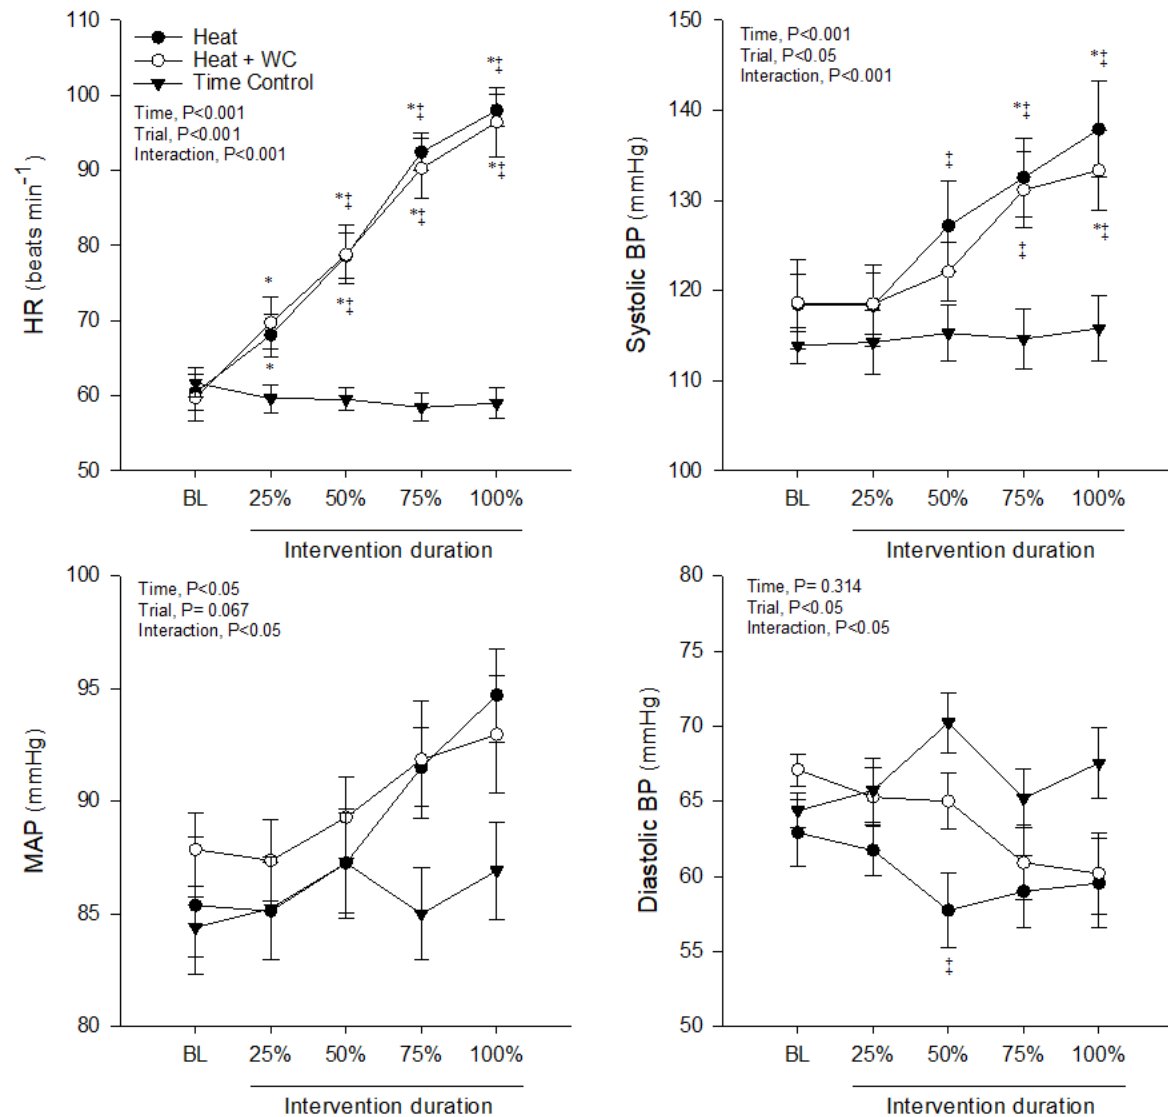 110
100
90
80
70
60
50
HR (beats min⁻¹)
Heat
Heat + WC
Time Control
Time, P<0.001
Trial, P<0.001
Interaction, P<0.001
*
*
*‡
*‡
*‡
*‡
*‡
*‡
BL 25% 50% 75% 100%
Intervention duration
150
140
130
120
110
100
Systolic BP (mmHg)
Time, P<0.001
Trial, P<0.05
Interaction, P<0.001
‡
*‡
‡
*‡
*‡
BL 25% 50% 75% 100%
Intervention duration
100
95
90
85
80
MAP (mmHg)
Time, P<0.05
Trial, P= 0.067
Interaction, P<0.05
BL 25% 50% 75% 100%
Intervention duration
80
75
70
65
60
55
50
Diastolic BP (mmHg)
Time, P= 0.314
Trial, P<0.05
Interaction, P<0.05
‡
BL 25% 50% 75% 100%
Intervention duration